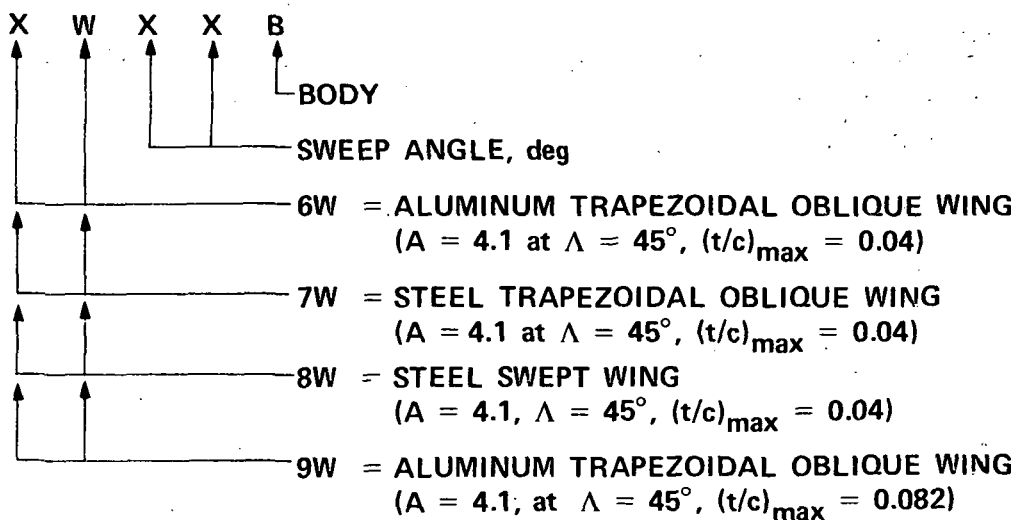 X W X X B
BODY
SWEEP ANGLE, deg
6W = ALUMINUM TRAPEZOIDAL OBLIQUE WING
(A = 4.1 at Λ = 45°, (t/c)max = 0.04)
7W = STEEL TRAPEZOIDAL OBLIQUE WING
(A = 4.1 at Λ = 45°, (t/c)max = 0.04)
8W = STEEL SWEPT WING
(A = 4.1, Λ = 45°, (t/c)max = 0.04)
9W = ALUMINUM TRAPEZOIDAL OBLIQUE WING
(A = 4.1, at Λ = 45°, (t/c)max = 0.082)